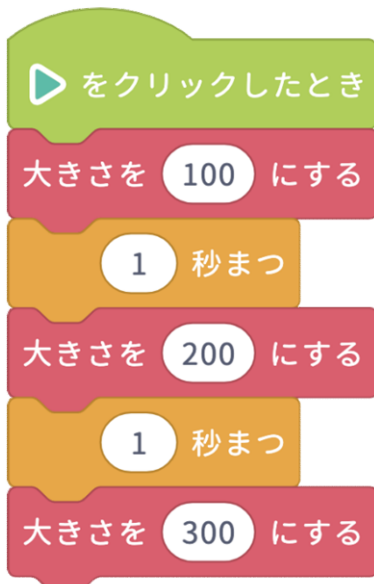 をクリックしたとき
大きさを 100 にする
1 秒まつ
大きさを 200 にする
1 秒まつ
大きさを 300 にする